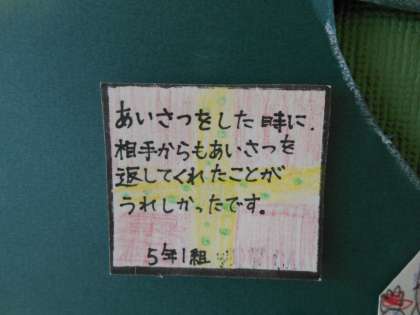 あいさつをした時に、
相手からもあいさつを
返してくれたことが
うれしかったです。
5年1組